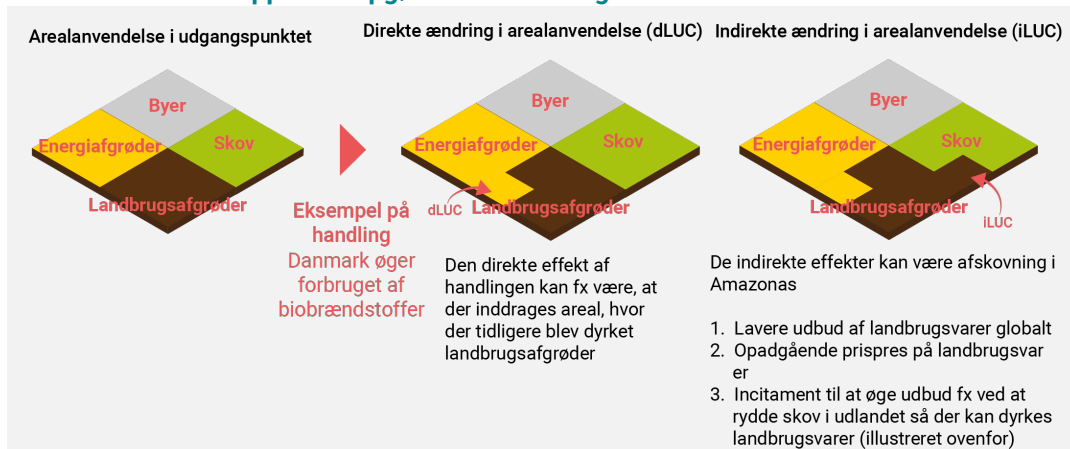 Arealanvendelse i udgangspunktet
Byer
Energiafgrøder
Skov
Landbrugsafgrøder
Eksempel på
handling
Danmark øger
forbruget af
biobrændstoffer
Direkte ændring i arealanvendelse (dLUC)
Byer
Energiafgrøder
Skov
dLUC
Landbrugsafgrøder
Den direkte effekt af
handlingen kan fx være, at
der inddrages areal, hvor
der tidligere blev dyrket
landbrugsafgrøder
Indirekte ændring i arealanvendelse (iLUC)
Byer
Energiafgrøder
Skov
Landbrugsafgrøder
iLUC
De indirekte effekter kan være afskovning i
Amazonas
1. Lavere udbud af landbrugsvarer globalt
2. Opadgående prispres på landbrugsvar
er
3. Incitament til at øge udbud fx ved at
rydde skov i udlandet så der kan dyrkes
landbrugsvarer (illustreret ovenfor)